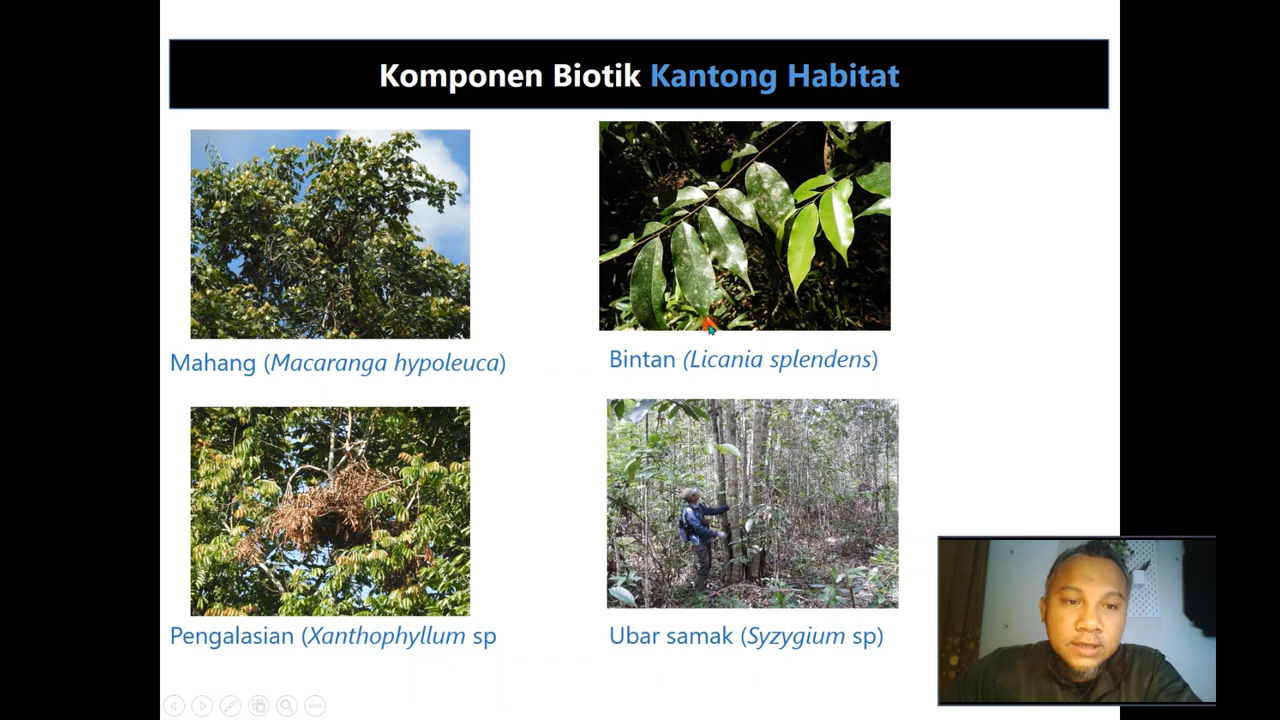 Komponen Biotik Kantong Habitat
Mahang (Macaranga hypoleuca)
Bintan (Licania splendens)
Pengalasian (Xanthophyllum sp
Ubar samak (Syzygium sp)